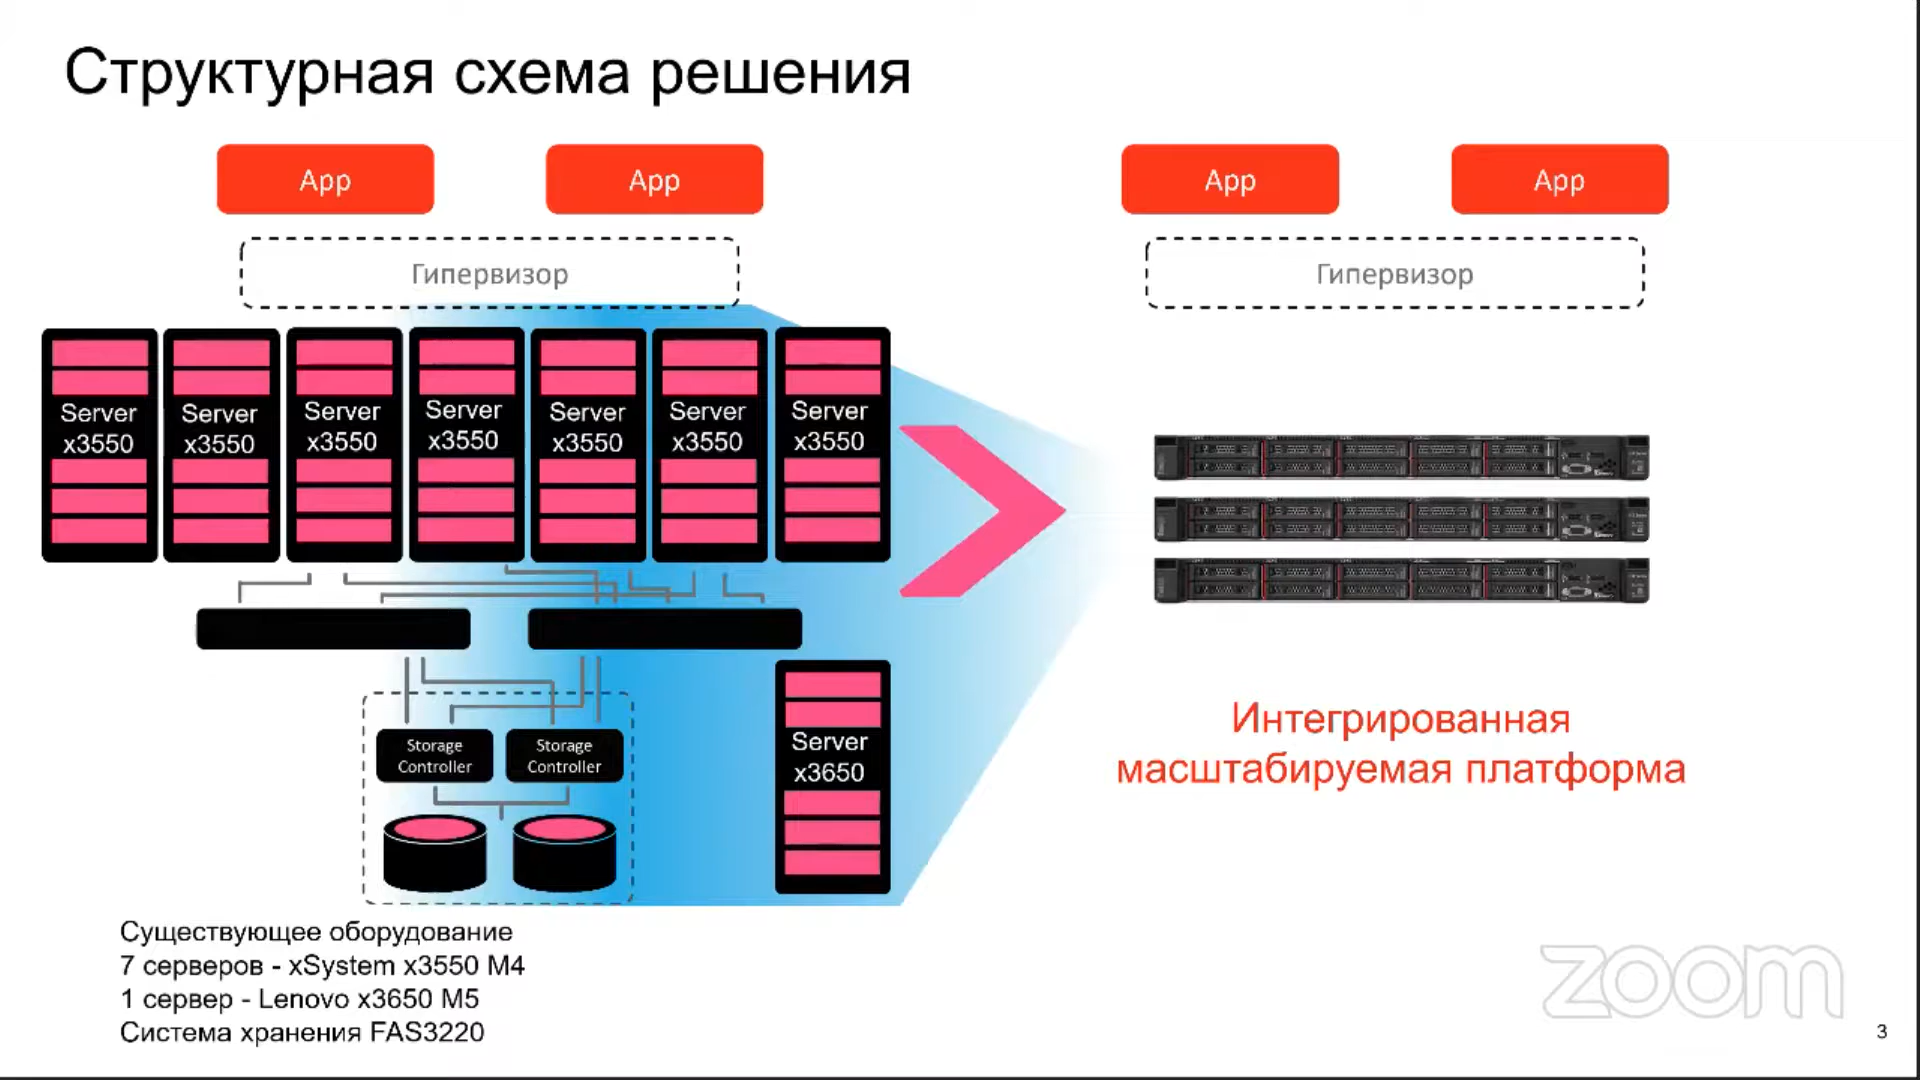 Структурная схема решения
App
App
App
App
Гипервизор
Гипервизор
Server
x3550
Server
x3550
Server
x3550
Server
x3550
Server
x3550
Server
x3550
Server
x3550
Storage
Controller
Storage
Controller
Server
x3650
Интегрированная
масштабируемая платформа
Существующее оборудование
7 серверов - xSystem x3550 M4
1 сервер - Lenovo x3650 M5
Система хранения FAS3220
zoom
3